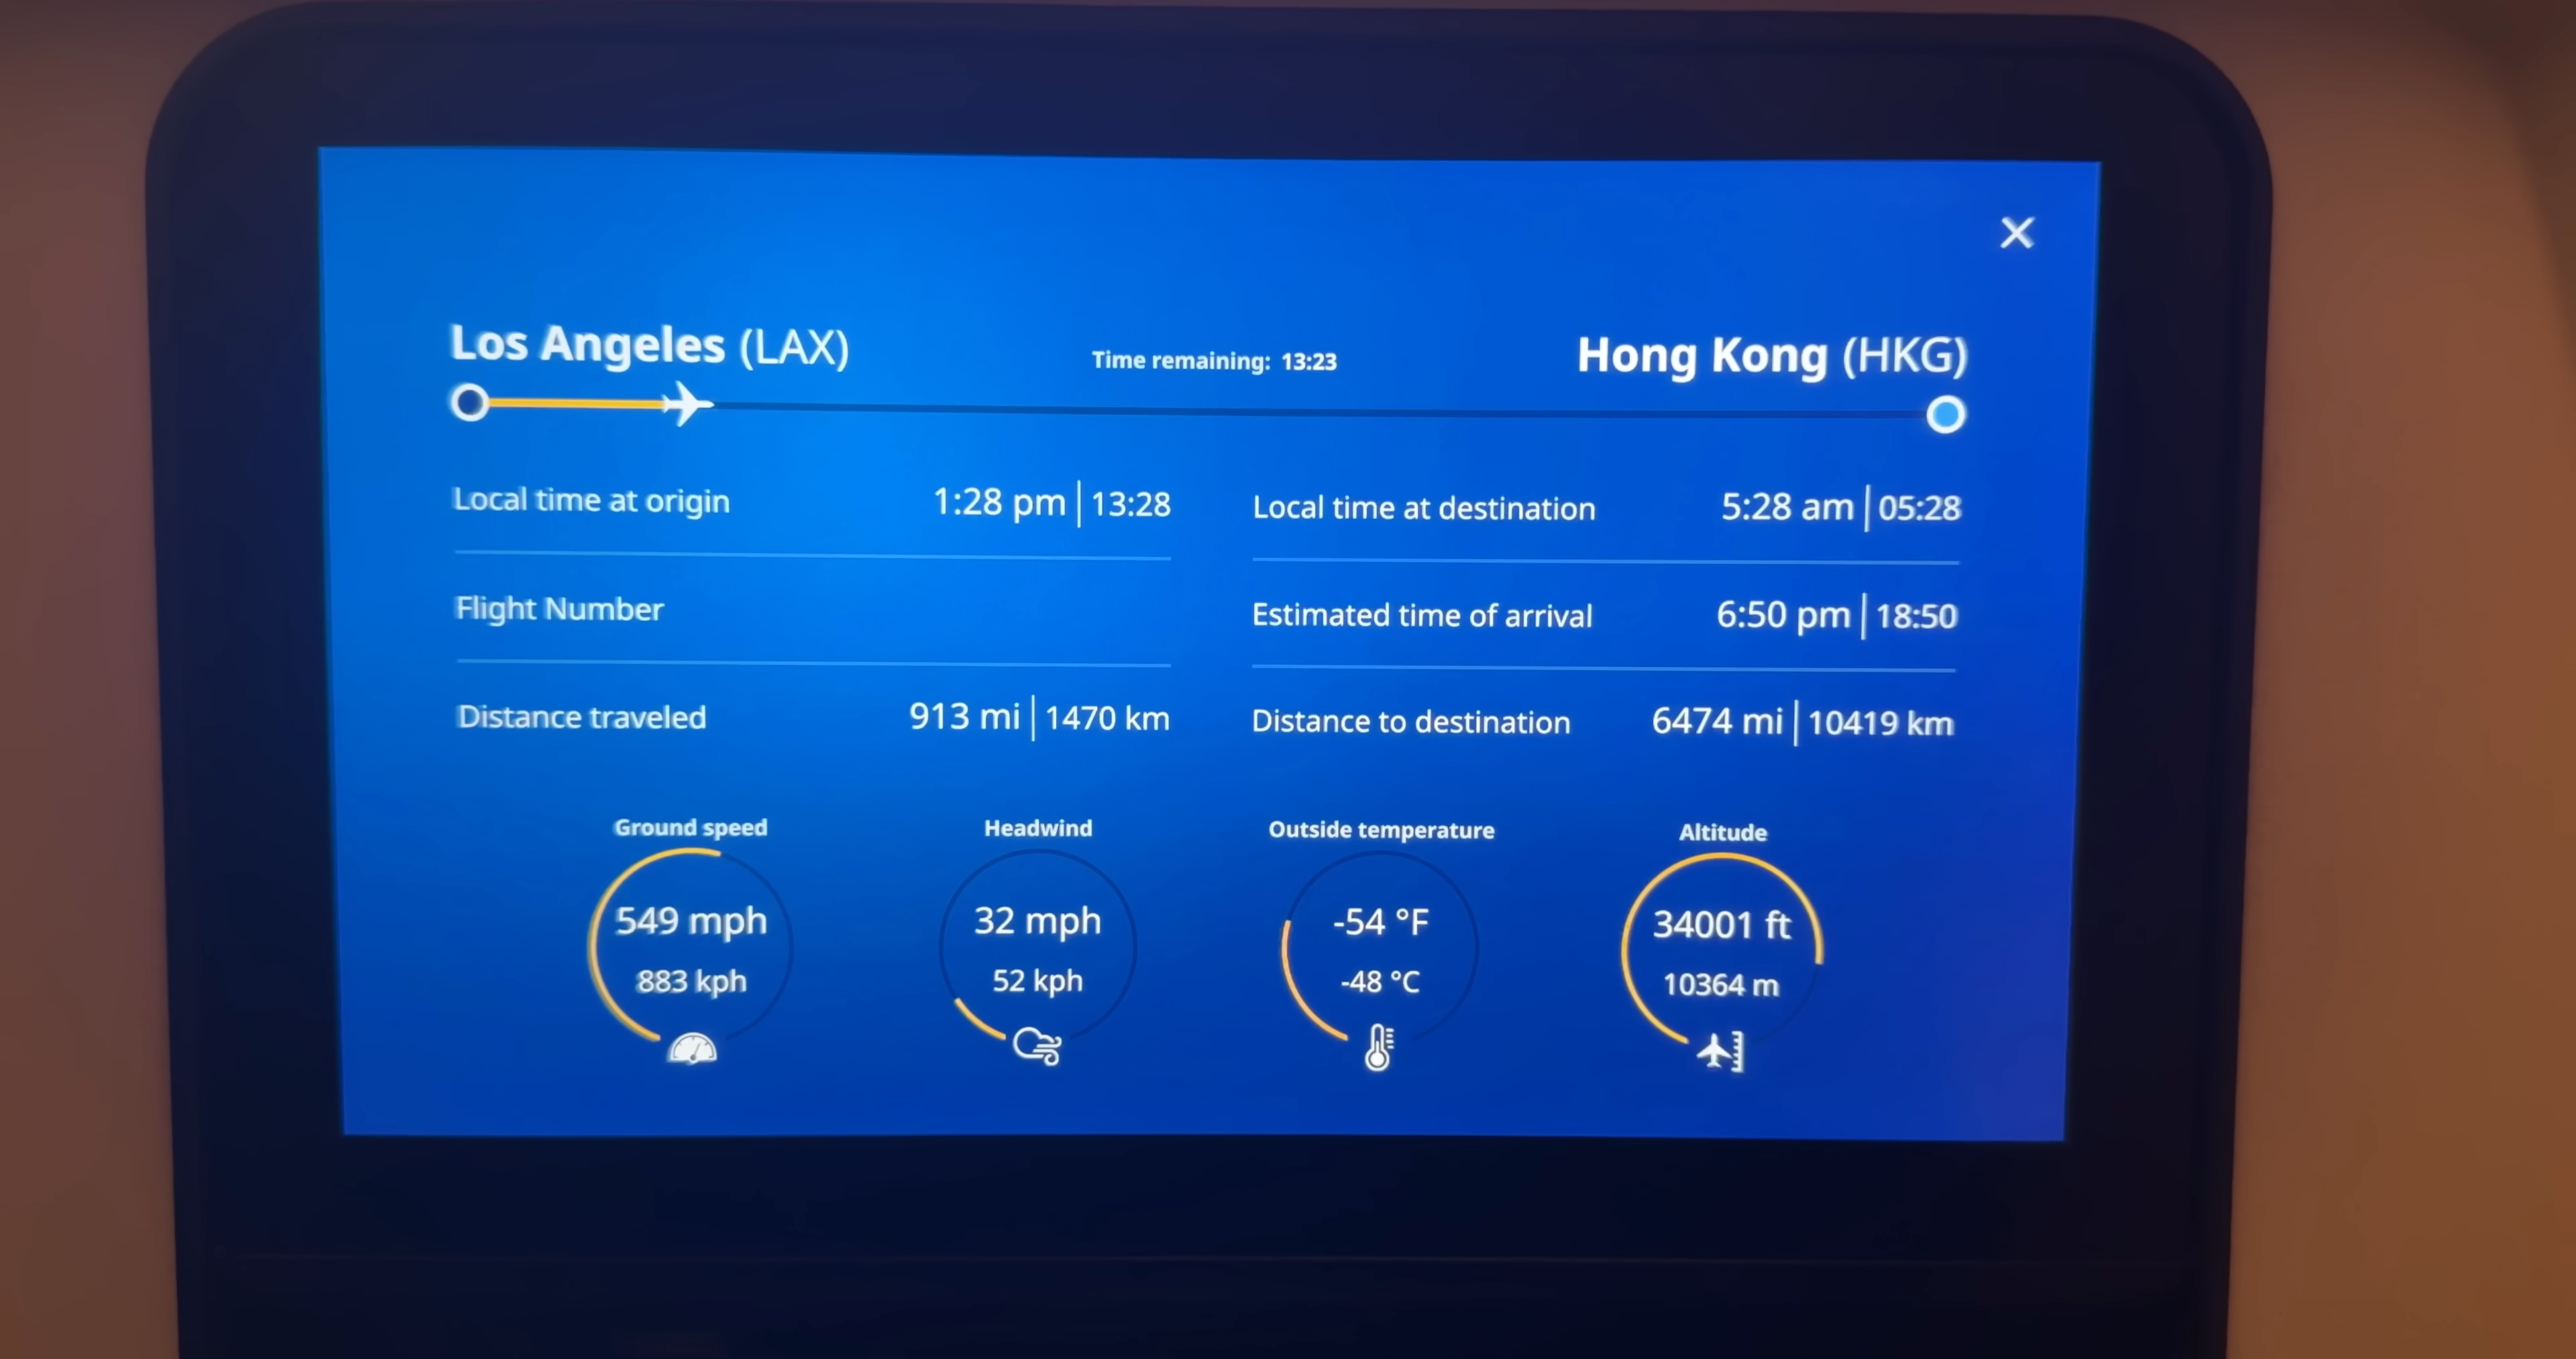 Los Angeles (LAX)
Time remaining: 13:23
Hong Kong (HKG)
Local time at origin 1:28 pm | 13:28
Local time at destination 5:28 am | 05:28
Flight Number
Estimated time of arrival 6:50 pm | 18:50
Distance traveled 913 mi | 1470 km
Distance to destination 6474 mi | 10419 km
Ground speed
549 mph
883 kph
Headwind
32 mph
52 kph
Outside temperature
-54 °F
-48 °C
Altitude
34001 ft
10364 m